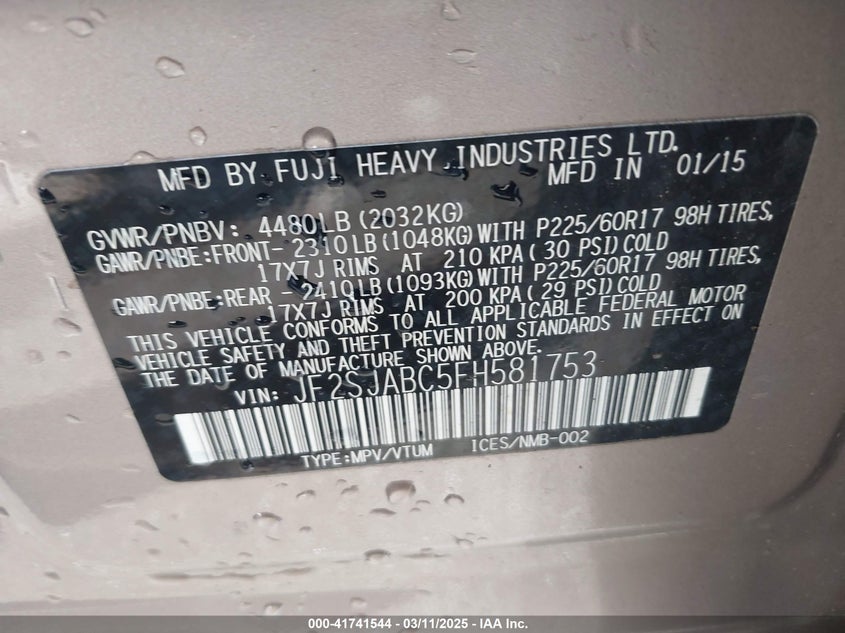 MFD BY FUJI HEAVY INDUSTRIES LTD.
MFD IN 01/15
GVWR/PNBV: 4480LB (2032KG)
GAWR/PNBE:FRONT- 2310LB (1048KG) WITH P225/60R17 98H TIRES,
17X7J RIMS AT 210 KPA ( 30 PSI) COLD
GAWR/PNBE:REAR - 2410LB (1093KG) WITH P225/60R17 98H TIRES,
17X7J RIMS AT 200 KPA (29 PSI) COLD
THIS VEHICLE CONFORMS TO ALL APPLICABLE FEDERAL MOTOR
VEHICLE SAFETY AND THEFT PREVENTION STANDARDS IN EFFECT ON
THE DATE OF MANUFACTURE SHOWN ABOVE.
VIN: JF2SJABC5FH581753
TYPE:MPV/VTUM ICES/NMB-002
000-41741544 — 03/11/2025 — IAA Inc.